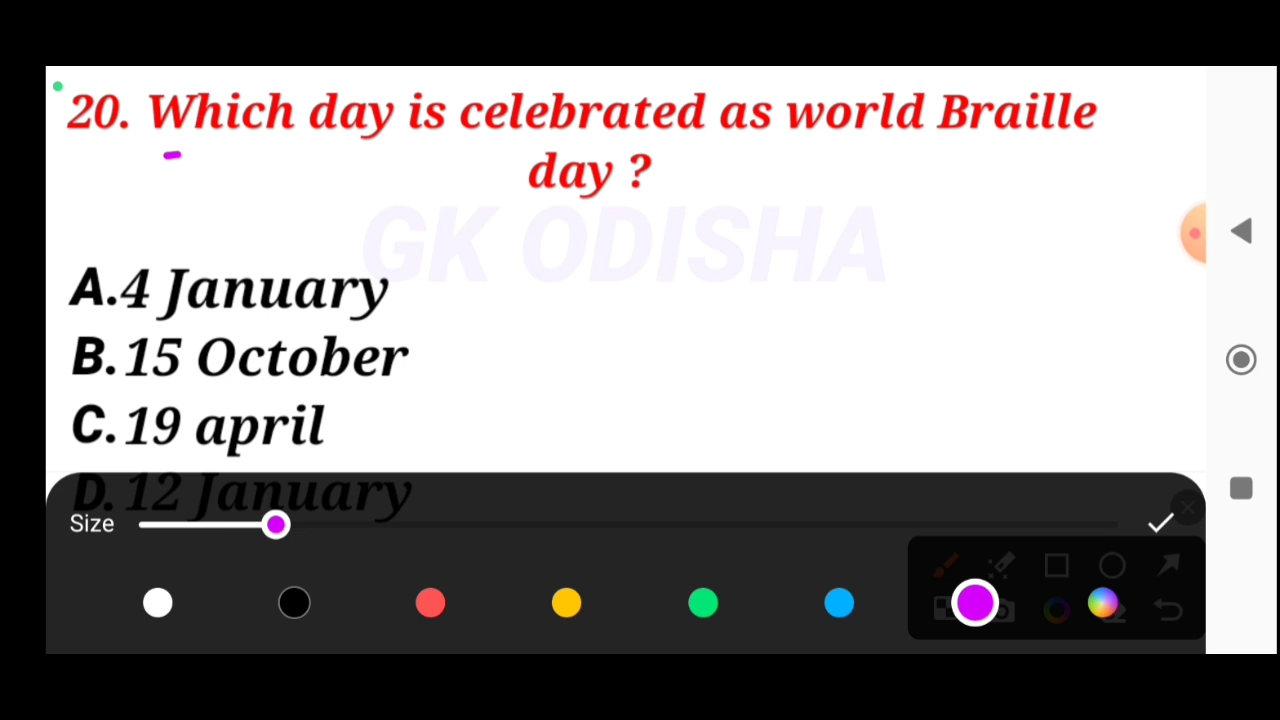 20. Which day is celebrated as world Braille
day ?
GK ODISHA
A.4 January
B.15 October
C.19 april
D.12 January
Size